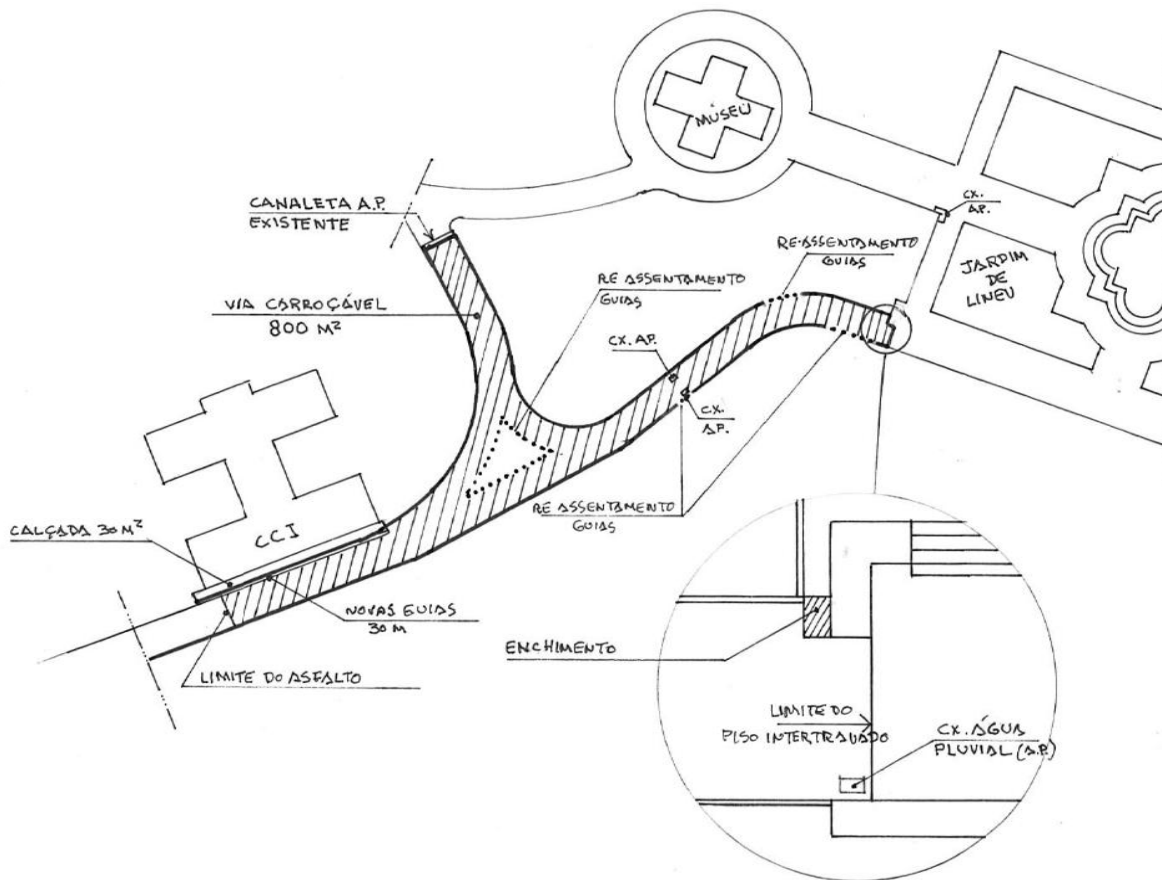 MUSEU
CX.
A.P.
CANALETA A.P.
EXISTENTE
RE-ASSENTAMENTO
GUIAS
JARDIM
DE
LINEU
RE ASSENTAMENTO
GUIAS
VIA CARROÇÁVEL
800 M²
CX. AP.
CX.
A.P.
RE ASSENTAMENTO
GUIAS
CALÇADA 30 M²
CCI
NOVAS GUIAS
30 M
LIMITE DO ASFALTO
ENCHIMENTO
LIMITE DO
PISO INTERTRAVADO
CX. ÁGUA
PLUVIAL (A.P.)